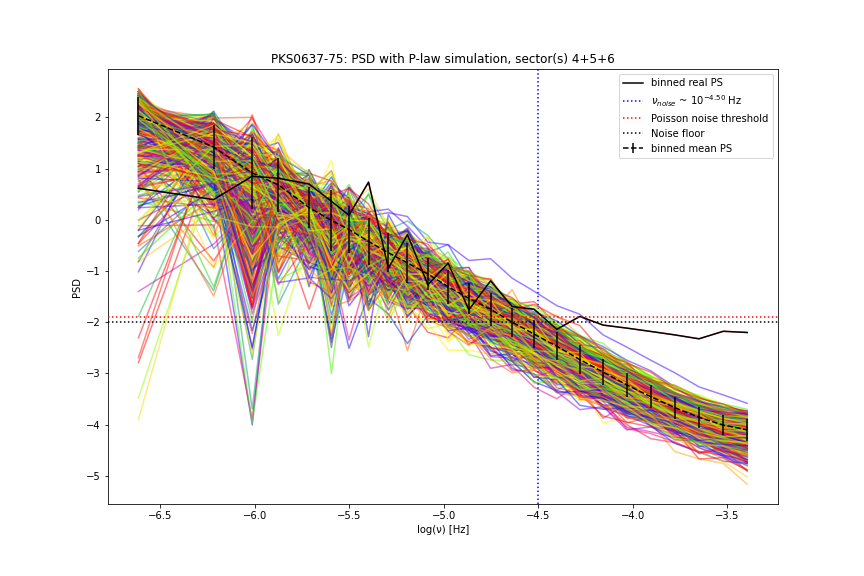 PKS0637-75: PSD with P-law simulation, sector(s) 4+5+6
binned real PS
ν_noise ~ 10^−4.50 Hz
Poisson noise threshold
Noise floor
binned mean PS
PSD
2
1
0
−1
−2
−3
−4
−5
−6.5 −6.0 −5.5 −5.0 −4.5 −4.0 −3.5
log(ν) [Hz]